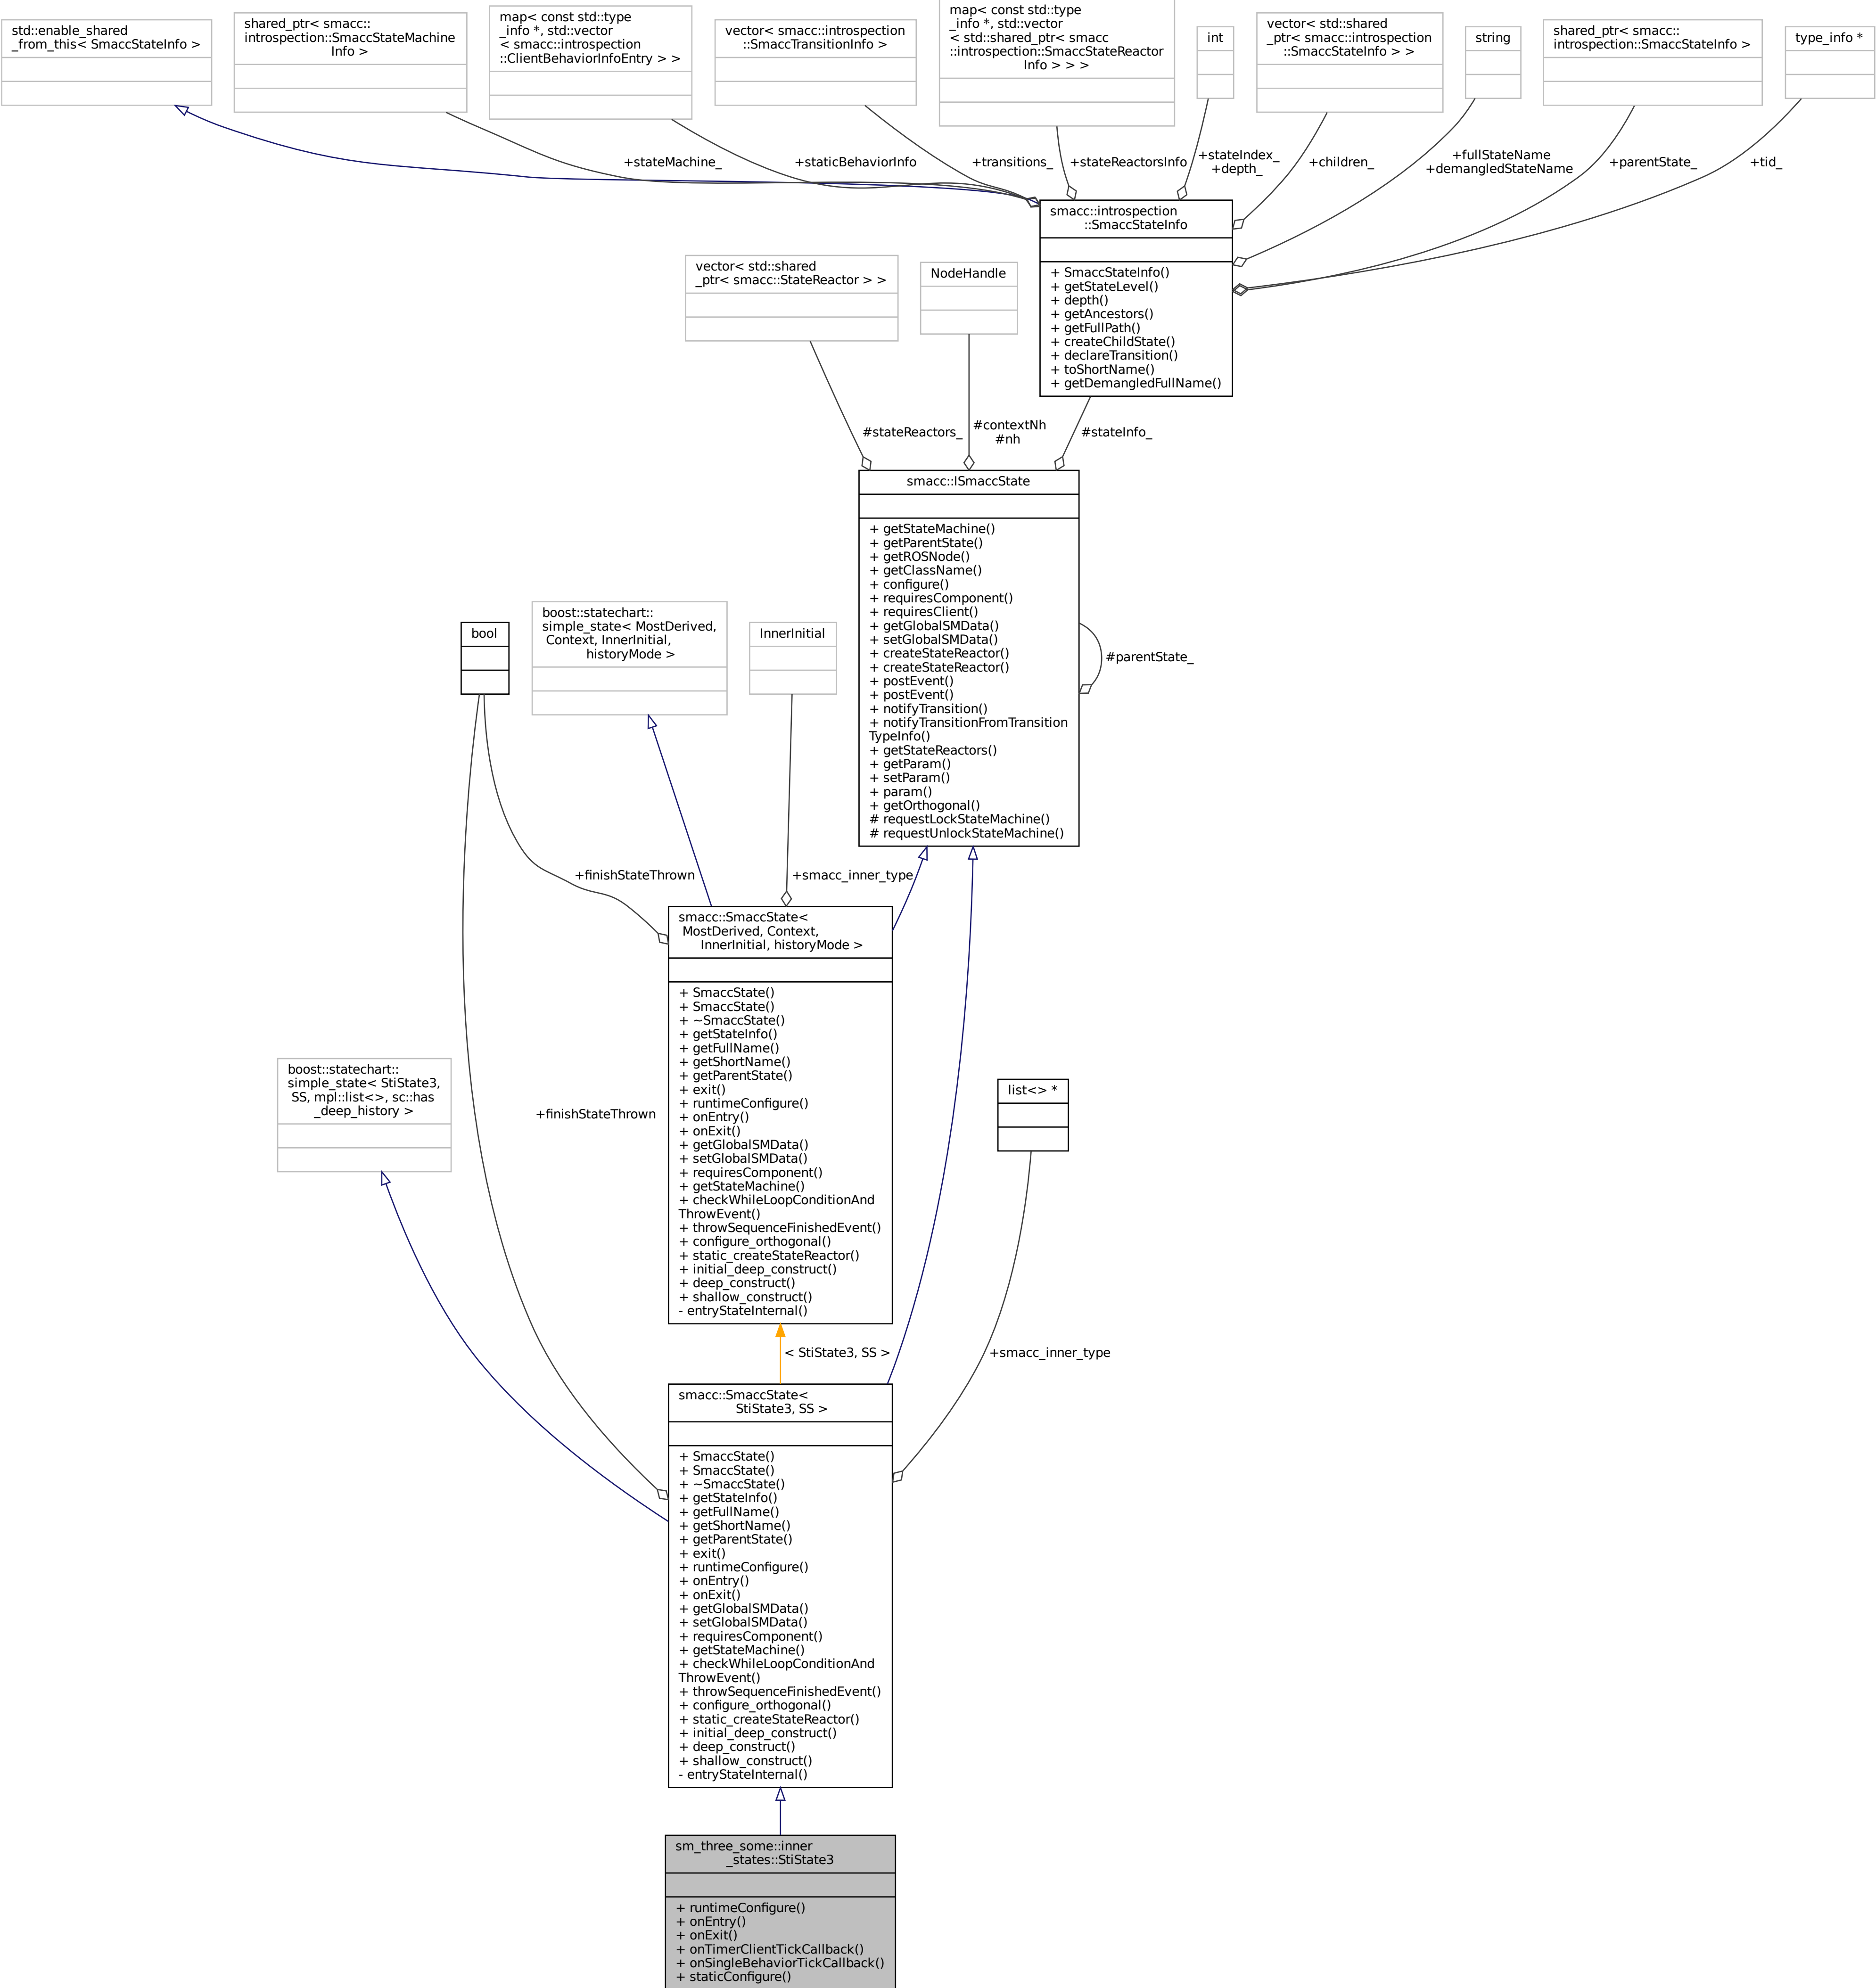 std::enable_shared
_from_this< SmaccStateInfo >
shared_ptr< smacc::
introspection::SmaccStateMachine
Info >
map< const std::type
_info *, std::vector
< smacc::introspection
::ClientBehaviorInfoEntry > >
vector< smacc::introspection
::SmaccTransitionInfo >
map< const std::type
_info *, std::vector
< std::shared_ptr< smacc
::introspection::SmaccStateReactor
Info > > >
int
vector< std::shared
_ptr< smacc::introspection
::SmaccStateInfo > >
string
shared_ptr< smacc::
introspection::SmaccStateInfo >
type_info *
+stateMachine_
+staticBehaviorInfo
+transitions_
+stateReactorsInfo
+stateIndex_
+depth_
+children_
+fullStateName
+demangledStateName
+parentState_
+tid_
smacc::introspection
::SmaccStateInfo
+ SmaccStateInfo()
+ getStateLevel()
+ depth()
+ getAncestors()
+ getFullPath()
+ createChildState()
+ declareTransition()
+ toShortName()
+ getDemangledFullName()
vector< std::shared
_ptr< smacc::StateReactor > >
NodeHandle
#stateReactors_
#contextNh
#nh
#stateInfo_
smacc::ISmaccState
+ getStateMachine()
+ getParentState()
+ getROSNode()
+ getClassName()
+ configure()
+ requiresComponent()
+ requiresClient()
+ getGlobalSMData()
+ setGlobalSMData()
+ createStateReactor()
+ createStateReactor()
+ postEvent()
+ postEvent()
+ notifyTransition()
+ notifyTransitionFromTransition
TypeInfo()
+ getStateReactors()
+ getParam()
+ setParam()
+ param()
+ getOrthogonal()
# requestLockStateMachine()
# requestUnlockStateMachine()
#parentState_
bool
boost::statechart::
simple_state< MostDerived,
Context, InnerInitial,
historyMode >
InnerInitial
+finishStateThrown
+smacc_inner_type
smacc::SmaccState<
MostDerived, Context,
InnerInitial, historyMode >
+ SmaccState()
+ SmaccState()
+ ~SmaccState()
+ getStateInfo()
+ getFullName()
+ getShortName()
+ getParentState()
+ exit()
+ runtimeConfigure()
+ onEntry()
+ onExit()
+ getGlobalSMData()
+ setGlobalSMData()
+ requiresComponent()
+ getStateMachine()
+ checkWhileLoopConditionAnd
ThrowEvent()
+ throwSequenceFinishedEvent()
+ configure_orthogonal()
+ static_createStateReactor()
+ initial_deep_construct()
+ deep_construct()
+ shallow_construct()
- entryStateInternal()
boost::statechart::
simple_state< StiState3,
SS, mpl::list<>, sc::has
_deep_history >
+finishStateThrown
list<> *
< StiState3, SS >
+smacc_inner_type
smacc::SmaccState<
StiState3, SS >
+ SmaccState()
+ SmaccState()
+ ~SmaccState()
+ getStateInfo()
+ getFullName()
+ getShortName()
+ getParentState()
+ exit()
+ runtimeConfigure()
+ onEntry()
+ onExit()
+ getGlobalSMData()
+ setGlobalSMData()
+ requiresComponent()
+ getStateMachine()
+ checkWhileLoopConditionAnd
ThrowEvent()
+ throwSequenceFinishedEvent()
+ configure_orthogonal()
+ static_createStateReactor()
+ initial_deep_construct()
+ deep_construct()
+ shallow_construct()
- entryStateInternal()
sm_three_some::inner
_states::StiState3
+ runtimeConfigure()
+ onEntry()
+ onExit()
+ onTimerClientTickCallback()
+ onSingleBehaviorTickCallback()
+ staticConfigure()